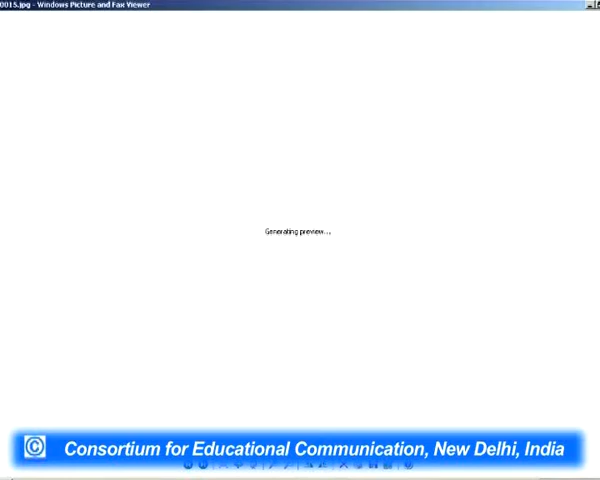 0015.jpg - Windows Picture and Fax Viewer
Generating preview...
© Consortium for Educational Communication, New Delhi, India